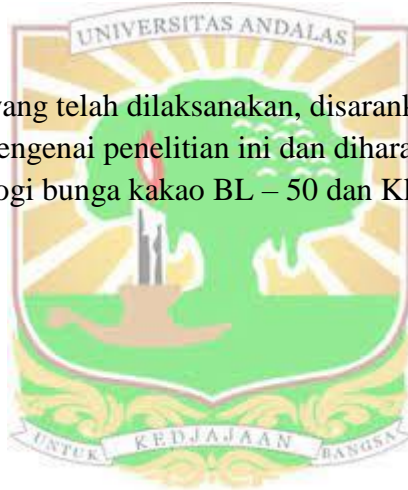 UNIVERSITAS ANDALAS
yang telah dilaksanakan, disarank
engenai penelitian ini dan dihara
ogi bunga kakao BL – 50 dan Kl
UNTUK KEDJAJAAN BANGSA